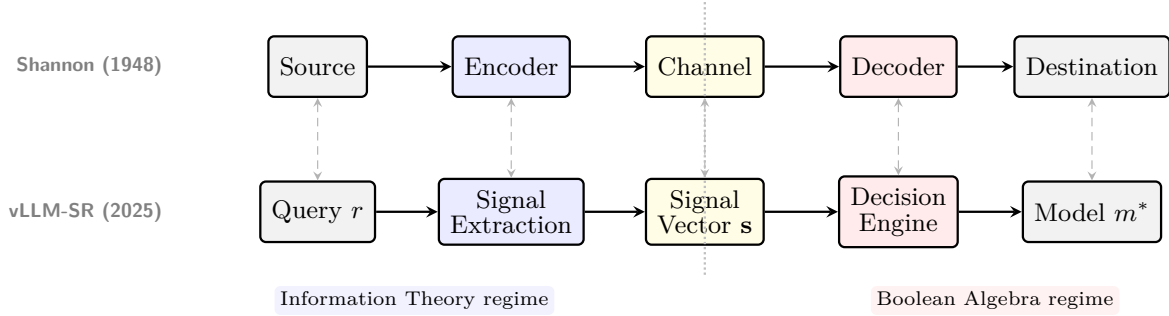 Shannon (1948)
Source
Encoder
Channel
Decoder
Destination
vLLM-SR (2025)
Query r
Signal
Extraction
Signal
Vector s
Decision
Engine
Model m*
Information Theory regime
Boolean Algebra regime